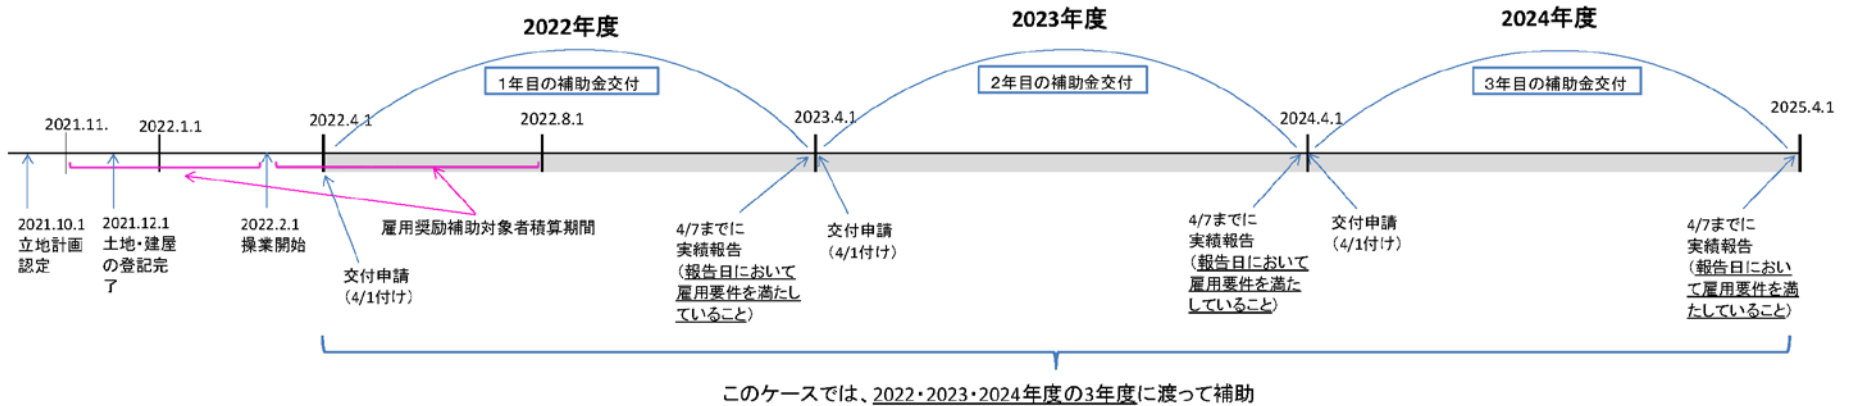 2022年度
2023年度
2024年度
1年目の補助金交付
2年目の補助金交付
3年目の補助金交付
2021.11.
2022.1.1
2022.4.1
2022.8.1
2023.4.1
2024.4.1
2025.4.1
2021.10.1
立地計画
認定
2021.12.1
土地・建屋
の登記完
了
2022.2.1
操業開始
雇用奨励補助対象者積算期間
交付申請
(4/1付け)
4/7までに
実績報告
(報告日において
雇用要件を満たし
ていること)
交付申請
(4/1付け)
4/7までに
実績報告
(報告日において
雇用要件を満た
していること)
交付申請
(4/1付け)
4/7までに
実績報告
(報告日におい
て雇用要件を満
たしていること)
このケースでは、2022・2023・2024年度の3年度に渡って補助